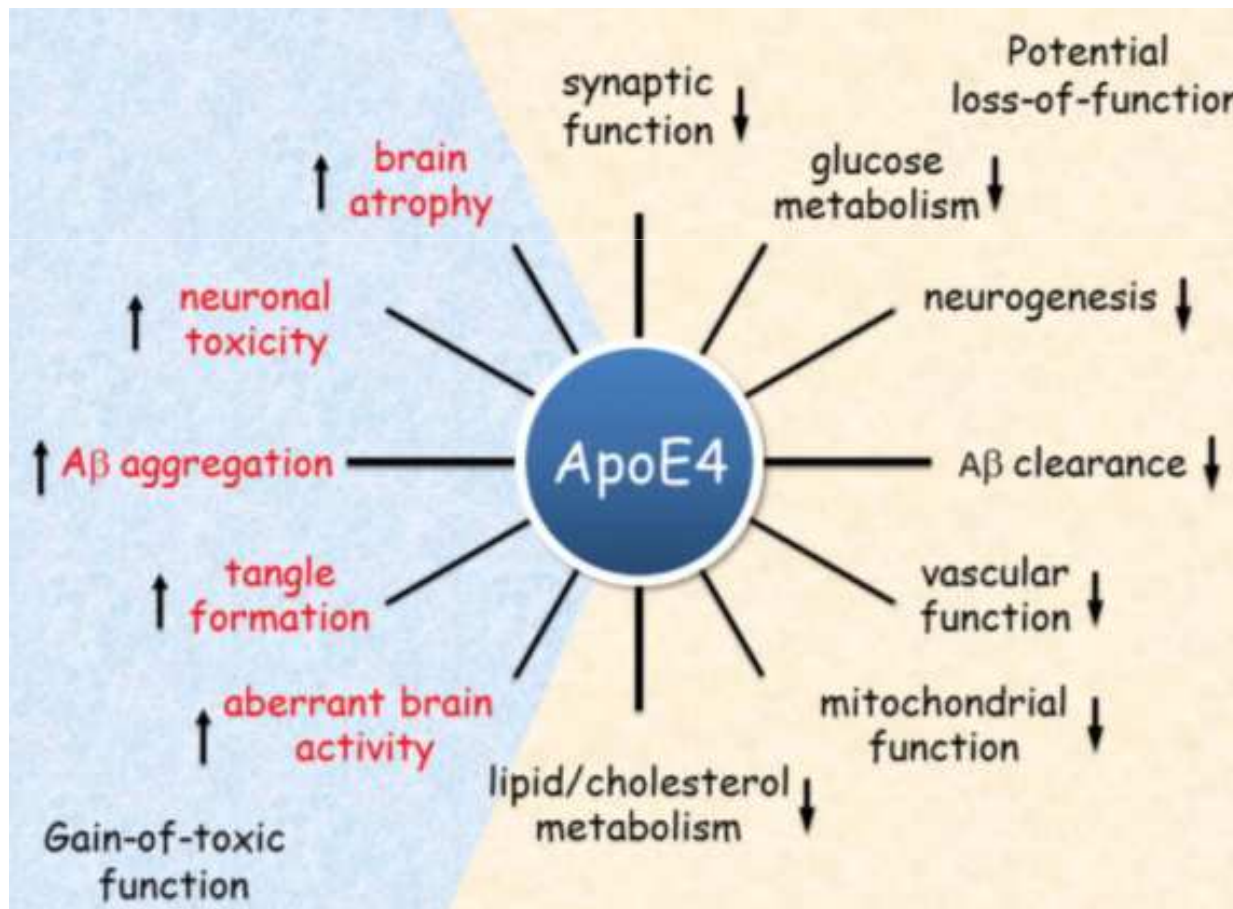 Potential
loss-of-function
synaptic
function
glucose
metabolism
neurogenesis
Aβ clearance
vascular
function
mitochondrial
function
lipid/cholesterol
metabolism
ApoE4
brain
atrophy
neuronal
toxicity
Aβ aggregation
tangle
formation
aberrant brain
activity
Gain-of-toxic
function